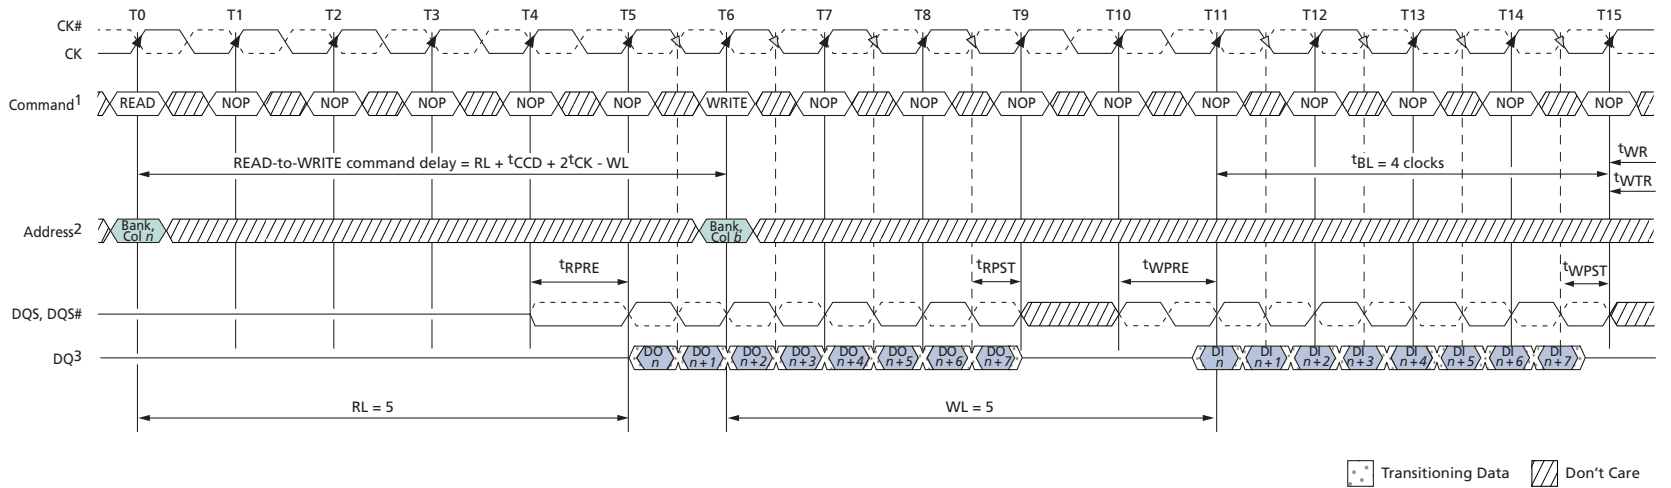 T0 T1 T2 T3 T4 T5 T6 T7 T8 T9 T10 T11 T12 T13 T14 T15
CK#
CK
Command1 READ NOP NOP NOP NOP NOP WRITE NOP NOP NOP NOP NOP NOP NOP NOP NOP
READ-to-WRITE command delay = RL + tCCD + 2tCK - WL
tBL = 4 clocks
tWR
tWTR
Address2
Bank,
Col n
Bank,
Col b
tRPRE tRPST tWPRE tWPST
DQS, DQS#
DQ3
DO
n
DO
n + 1
DO
n + 2
DO
n + 3
DO
n + 4
DO
n + 5
DO
n + 6
DO
n + 7
DI
n
DI
n + 1
DI
n + 2
DI
n + 3
DI
n + 4
DI
n + 5
DI
n + 6
DI
n + 7
RL = 5 WL = 5
Transitioning Data Don't Care